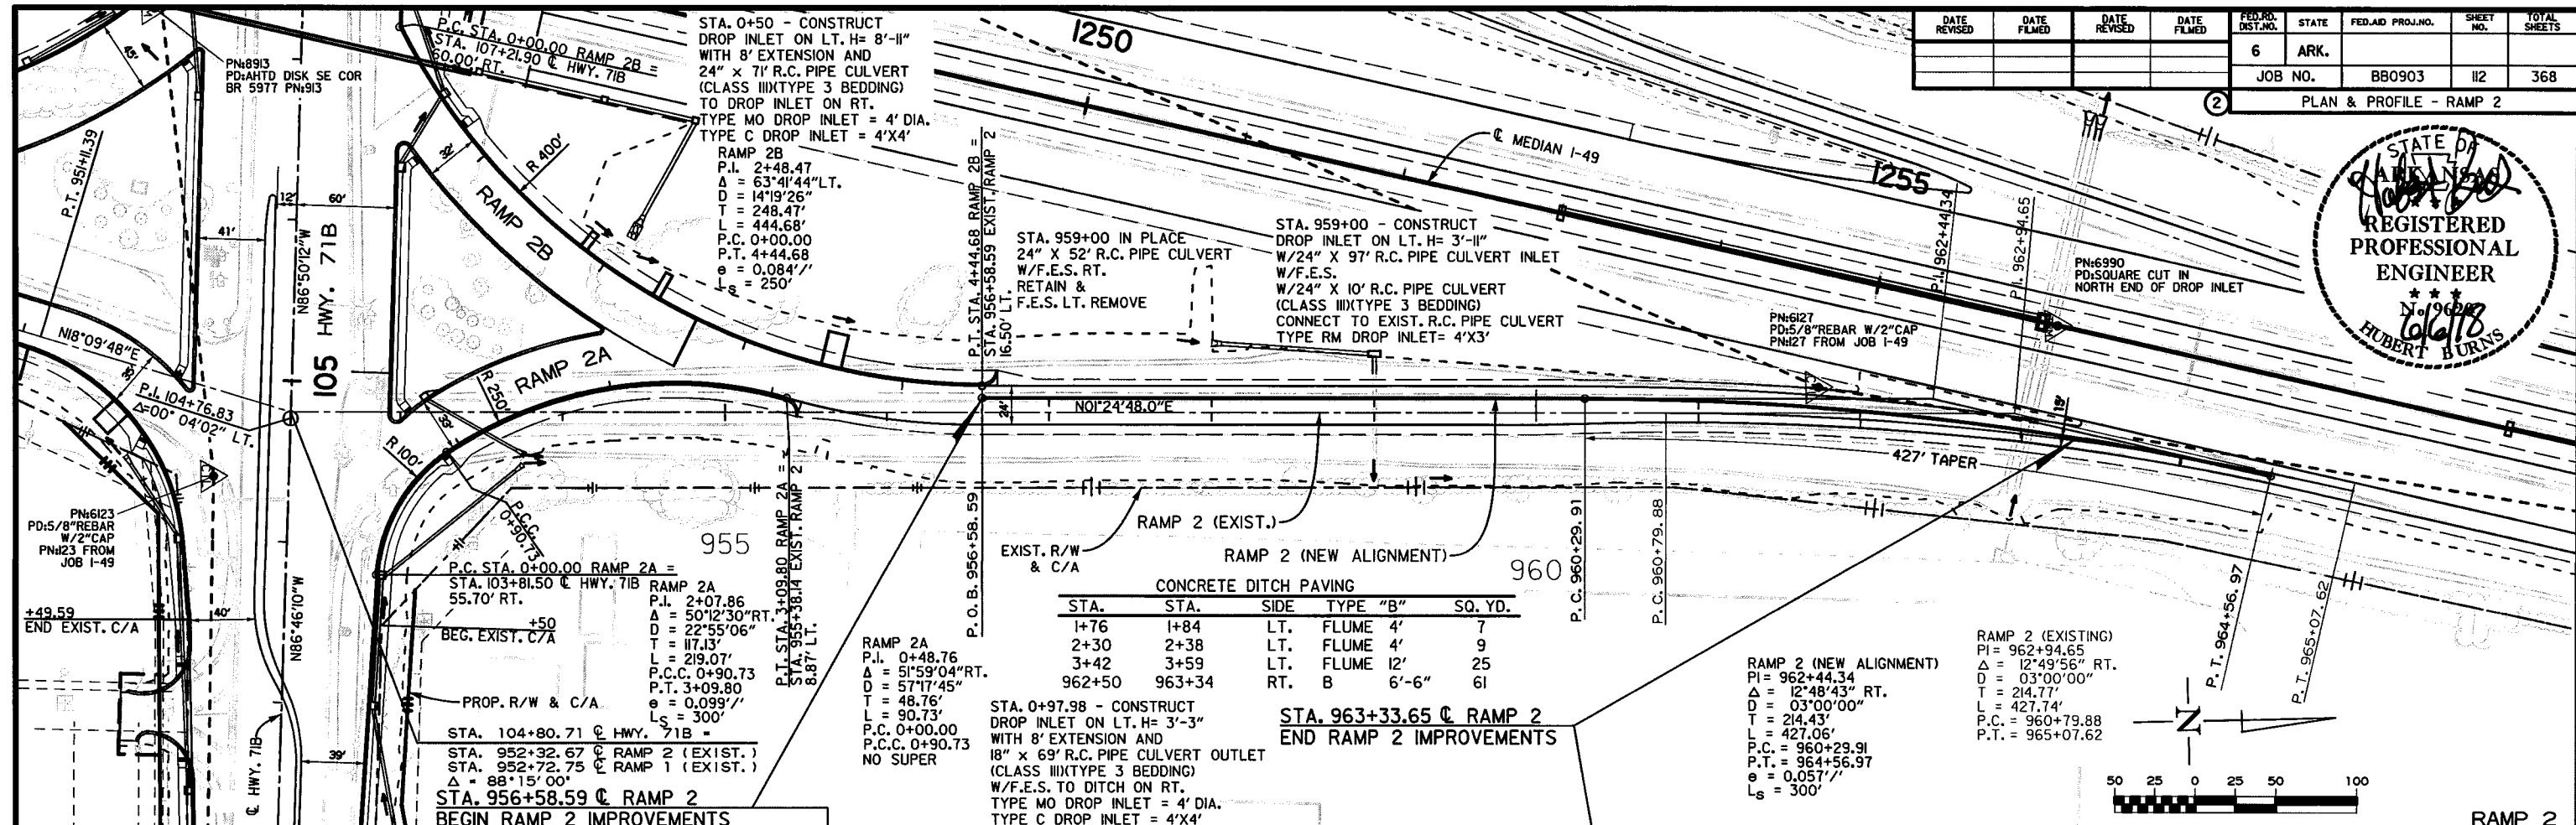 P.C. STA. 0+00.00 RAMP 2B =
STA. 107+21.90 ℄ HWY. 71B
60.00' RT.
PN:8913
PD:AHTD DISK SE COR
BR 5977 PN:913
45'
P.T. 951+11.39
STA. 0+50 - CONSTRUCT
DROP INLET ON LT. H= 8'-11"
WITH 8' EXTENSION AND
24" x 71' R.C. PIPE CULVERT
(CLASS III)(TYPE 3 BEDDING)
TO DROP INLET ON RT.
TYPE MO DROP INLET = 4' DIA.
TYPE C DROP INLET = 4'X4'
RAMP 2B
P.I. 2+48.47
Δ = 63°41'44"LT.
D = 14°19'26"
T = 248.47'
L = 444.68'
P.C. 0+00.00
P.T. 4+44.68
e = 0.084'/'
Ls = 250'
1250
℄ MEDIAN I-49
1255
DATE REVISED
DATE FILMED
DATE REVISED
DATE FILMED
FED.RD. DIST.NO.
STATE
FED.AID PROJ.NO.
SHEET NO.
TOTAL SHEETS
6
ARK.
JOB NO.
BB0903
112
368
2
PLAN & PROFILE - RAMP 2
STATE OF
ARKANSAS
★ ★ ★
REGISTERED
PROFESSIONAL
ENGINEER
★ ★ ★
6/6/18
HUBERT BURNS
R 400'
32'
RAMP 2B
12'
60'
41'
N86°50'12"W
105 HWY. 71B
P.T. STA. 4+44.68 RAMP 2B =
STA. 956+58.59 EXIST. RAMP 2
16.50' LT.
STA. 959+00 IN PLACE
24" X 52' R.C. PIPE CULVERT
W/F.E.S. RT.
RETAIN &
F.E.S. LT. REMOVE
STA. 959+00 - CONSTRUCT
DROP INLET ON LT. H= 3'-11"
W/24" X 97' R.C. PIPE CULVERT INLET
W/F.E.S.
W/24" X 10' R.C. PIPE CULVERT
(CLASS III)(TYPE 3 BEDDING)
CONNECT TO EXIST. R.C. PIPE CULVERT
TYPE RM DROP INLET= 4'X3'
P.I. 962+44.34
P.I. 962+94.65
PN:6990
PD:SQUARE CUT IN
NORTH END OF DROP INLET
PN:6127
PD:5/8"REBAR W/2"CAP
PN:127 FROM JOB I-49
N18°09'48"E
P.I. 104+76.83
Δ=00° 04'02" LT.
R 250'
RAMP 2A
33'
R 100'
24'
N01°24'48.0"E
19'
427' TAPER
PN:6123
PD:5/8"REBAR
W/2"CAP
PN:123 FROM
JOB I-49
P.C.C.
0+90.73
955
P.T. STA. 3+09.80 RAMP 2A =
STA. 955+38.14 EXIST. RAMP 2
8.87' LT.
P.O.B. 956+58.59
EXIST. R/W
& C/A
RAMP 2 (EXIST.)
RAMP 2 (NEW ALIGNMENT)
960
P.C. 960+29.91
P.C. 960+79.88
P.T. 964+56.97
P.T. 965+07.62
+49.59
END EXIST. C/A
40'
N86°46'10"W
P.C. STA. 0+00.00 RAMP 2A =
STA. 103+81.50 ℄ HWY. 71B
55.70' RT.
+50
BEG. EXIST. C/A
PROP. R/W & C/A
RAMP 2A
P.I. 2+07.86
Δ = 50°12'30"RT.
D = 22°55'06"
T = 117.13'
L = 219.07'
P.C.C. 0+90.73
P.T. 3+09.80
e = 0.099'/'
Ls = 300'
RAMP 2A
P.I. 0+48.76
Δ = 51°59'04"RT.
D = 57°17'45"
T = 48.76'
L = 90.73'
P.C. 0+00.00
P.C.C. 0+90.73
NO SUPER
CONCRETE DITCH PAVING
STA. STA. SIDE TYPE "B" SQ. YD.
1+76 1+84 LT. FLUME 4' 7
2+30 2+38 LT. FLUME 4' 9
3+42 3+59 LT. FLUME 12' 25
962+50 963+34 RT. B 6'-6" 61
STA. 0+97.98 - CONSTRUCT
DROP INLET ON LT. H= 3'-3"
WITH 8' EXTENSION AND
18" x 69' R.C. PIPE CULVERT OUTLET
(CLASS III)(TYPE 3 BEDDING)
W/F.E.S. TO DITCH ON RT.
TYPE MO DROP INLET = 4' DIA.
TYPE C DROP INLET = 4'X4'
STA. 963+33.65 ℄ RAMP 2
END RAMP 2 IMPROVEMENTS
RAMP 2 (NEW ALIGNMENT)
PI= 962+44.34
Δ = 12°48'43" RT.
D = 03°00'00"
T = 214.43'
L = 427.06'
P.C.= 960+29.91
P.T.= 964+56.97
e = 0.057'/'
Ls = 300'
RAMP 2 (EXISTING)
PI= 962+94.65
Δ = 12°49'56" RT.
D = 03°00'00"
T = 214.77'
L = 427.74'
P.C. = 960+79.88
P.T. = 965+07.62
℄ HWY. 71B
39'
STA. 104+80.71 ℄ HWY. 71B =
STA. 952+32.67 ℄ RAMP 2 (EXIST.)
STA. 952+72.75 ℄ RAMP 1 (EXIST.)
Δ = 88°15'00"
STA. 956+58.59 ℄ RAMP 2
BEGIN RAMP 2 IMPROVEMENTS
N
50 25 0 25 50 100
RAMP 2